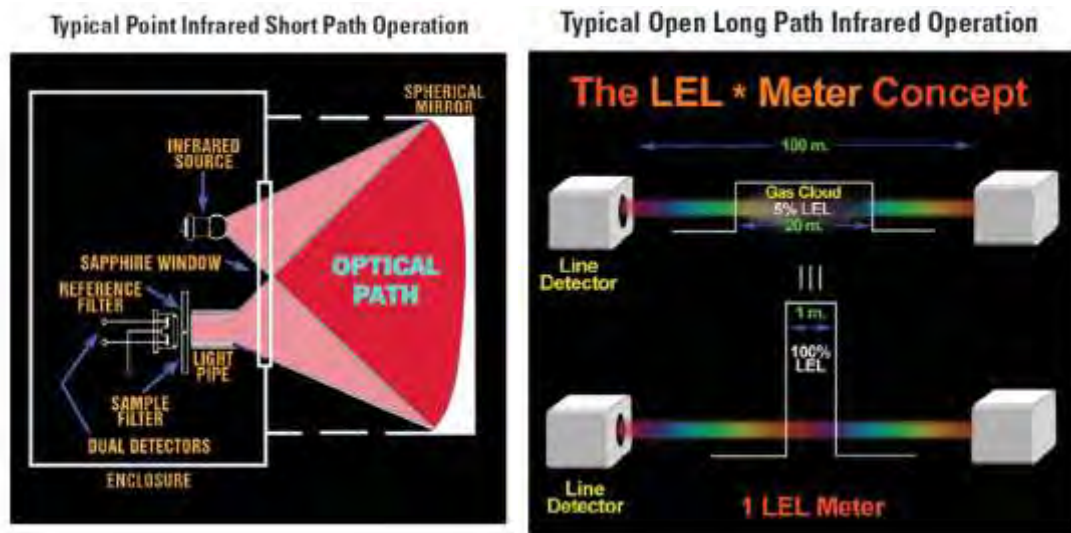 Typical Point Infrared Short Path Operation
SPHERICAL
MIRROR
INFRARED
SOURCE
SAPPHIRE WINDOW
OPTICAL
PATH
REFERENCE
FILTER
LIGHT
PIPE
SAMPLE
FILTER
DUAL DETECTORS
ENCLOSURE
Typical Open Long Path Infrared Operation
The LEL * Meter Concept
100 m.
Gas Cloud
5% LEL
20 m.
Line
Detector
1 m.
100%
LEL
Line
Detector
1 LEL Meter